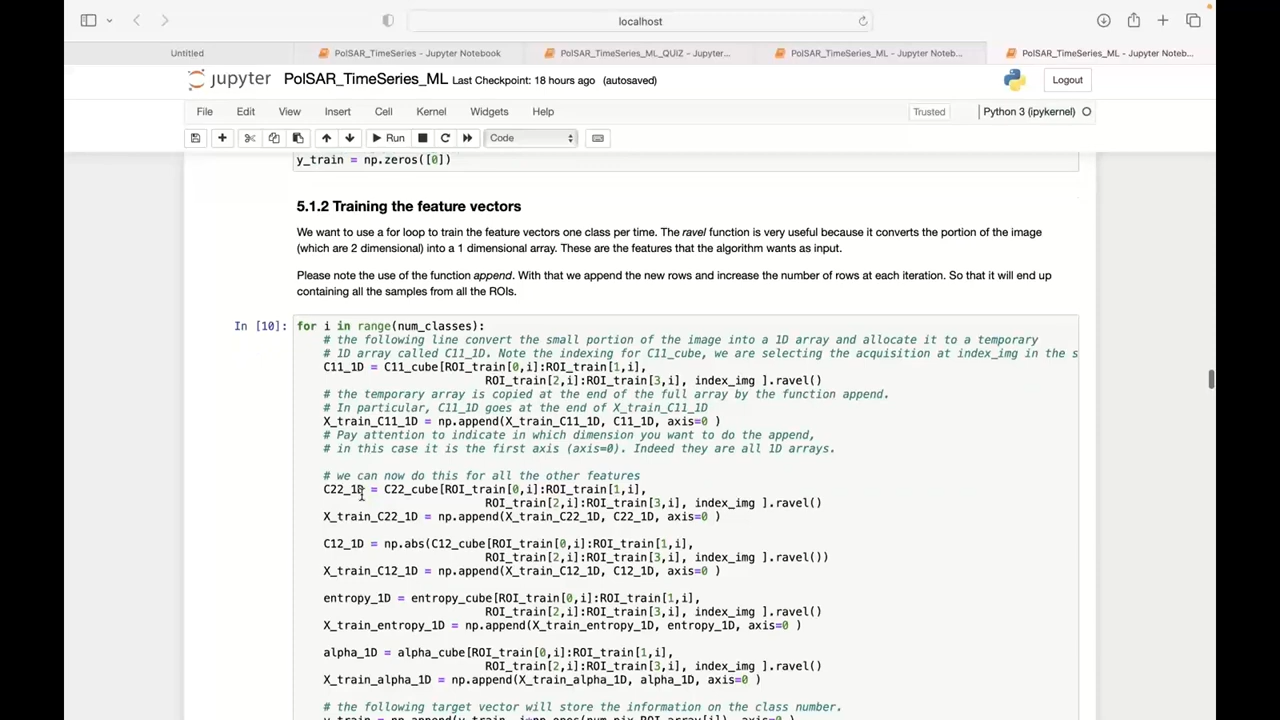 localhost
Untitled
PolSAR_TimeSeries - Jupyter Notebook
PolSAR_TimeSeries_ML_QUIZ - Jupyter...
PolSAR_TimeSeries_ML - Jupyter Noteb...
PolSAR_TimeSeries_ML - Jupyter Noteb...
jupyter PolSAR_TimeSeries_ML Last Checkpoint: 18 hours ago (autosaved)
Logout
File Edit View Insert Cell Kernel Widgets Help
Trusted
Python 3 (ipykernel)
Run
Code
y_train = np.zeros([0])
5.1.2 Training the feature vectors
We want to use a for loop to train the feature vectors one class per time. The ravel function is very useful because it converts the portion of the image
(which are 2 dimensional) into a 1 dimensional array. These are the features that the algorithm wants as input.
Please note the use of the function append. With that we append the new rows and increase the number of rows at each iteration. So that it will end up
containing all the samples from all the ROIs.
In [10]: for i in range(num_classes):
# the following line convert the small portion of the image into a 1D array and allocate it to a temporary
# 1D array called C11_1D. Note the indexing for C11_cube, we are selecting the acquisition at index_img in the s
C11_1D = C11_cube[ROI_train[0,i]:ROI_train[1,i],
ROI_train[2,i]:ROI_train[3,i], index_img ].ravel()
# the temporary array is copied at the end of the full array by the function append.
# In particular, C11_1D goes at the end of X_train_C11_1D
X_train_C11_1D = np.append(X_train_C11_1D, C11_1D, axis=0 )
# Pay attention to indicate in which dimension you want to do the append,
# in this case it is the first axis (axis=0). Indeed they are all 1D arrays.
# we can now do this for all the other features
C22_1D = C22_cube[ROI_train[0,i]:ROI_train[1,i],
ROI_train[2,i]:ROI_train[3,i], index_img ].ravel()
X_train_C22_1D = np.append(X_train_C22_1D, C22_1D, axis=0 )
C12_1D = np.abs(C12_cube[ROI_train[0,i]:ROI_train[1,i],
ROI_train[2,i]:ROI_train[3,i], index_img ].ravel())
X_train_C12_1D = np.append(X_train_C12_1D, C12_1D, axis=0 )
entropy_1D = entropy_cube[ROI_train[0,i]:ROI_train[1,i],
ROI_train[2,i]:ROI_train[3,i], index_img ].ravel()
X_train_entropy_1D = np.append(X_train_entropy_1D, entropy_1D, axis=0 )
alpha_1D = alpha_cube[ROI_train[0,i]:ROI_train[1,i],
ROI_train[2,i]:ROI_train[3,i], index_img ].ravel()
X_train_alpha_1D = np.append(X_train_alpha_1D, alpha_1D, axis=0 )
# the following target vector will store the information on the class number.
y_train = np.append(y_train, i*np.ones(num_pix_ROI_array[i]), axis=0 )